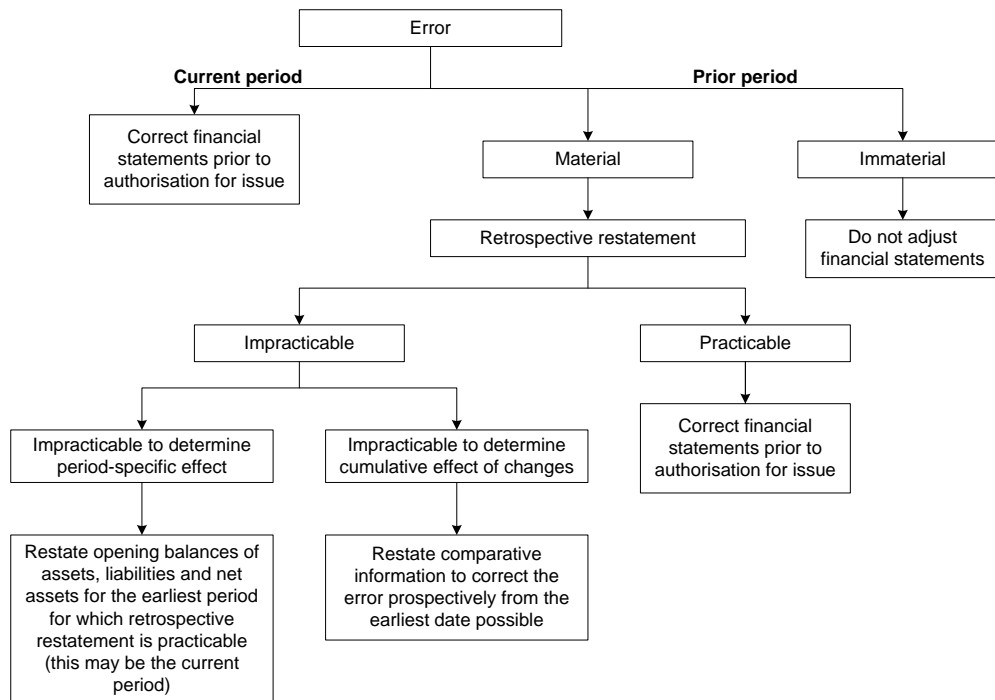 Error
Current period
Prior period
Correct financial
statements prior to
authorisation for issue
Material
Immaterial
Retrospective restatement
Do not adjust
financial statements
Impracticable
Practicable
Impracticable to determine
period-specific effect
Impracticable to determine
cumulative effect of changes
Correct financial
statements prior to
authorisation for issue
Restate opening balances of
assets, liabilities and net
assets for the earliest period
for which retrospective
restatement is practicable
(this may be the current
period)
Restate comparative
information to correct the
error prospectively from the
earliest date possible